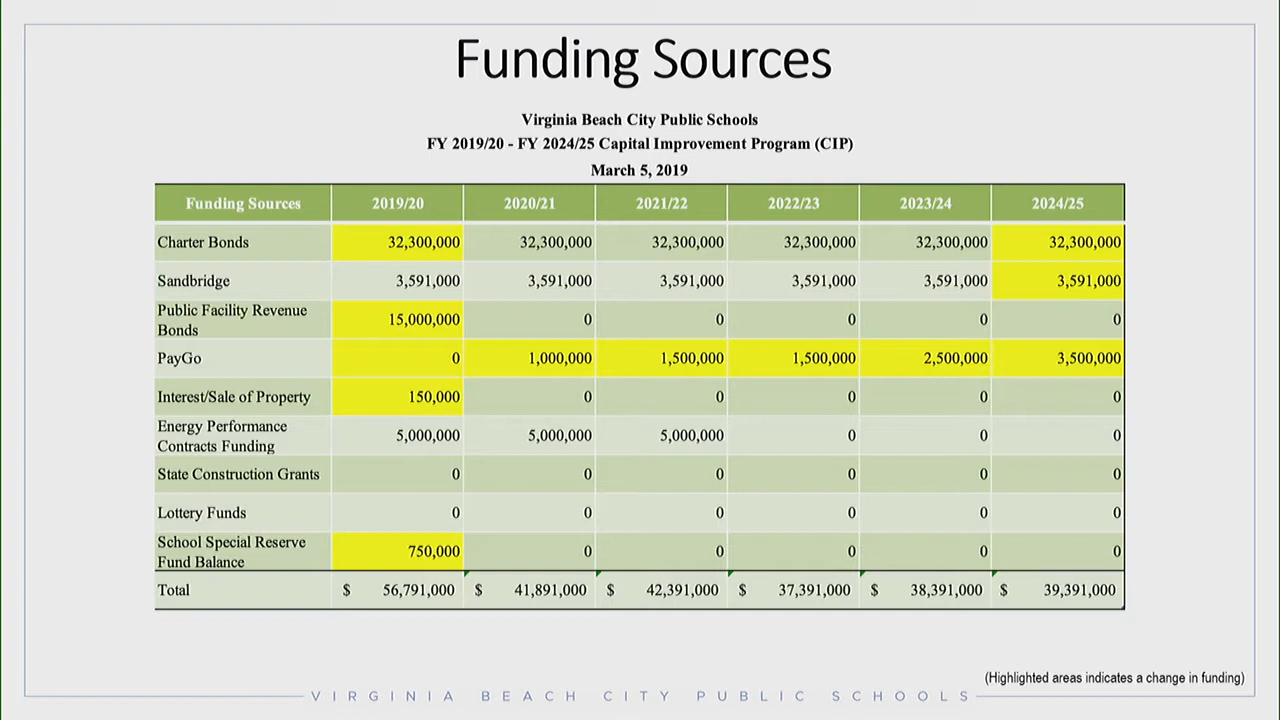 Funding Sources
Virginia Beach City Public Schools
FY 2019/20 - FY 2024/25 Capital Improvement Program (CIP)
March 5, 2019
Funding Sources 2019/20 2020/21 2021/22 2022/23 2023/24 2024/25
Charter Bonds 32,300,000 32,300,000 32,300,000 32,300,000 32,300,000 32,300,000
Sandbridge 3,591,000 3,591,000 3,591,000 3,591,000 3,591,000 3,591,000
Public Facility Revenue
Bonds 15,000,000 0 0 0 0 0
PayGo 0 1,000,000 1,500,000 1,500,000 2,500,000 3,500,000
Interest/Sale of Property 150,000 0 0 0 0 0
Energy Performance
Contracts Funding 5,000,000 5,000,000 5,000,000 0 0 0
State Construction Grants 0 0 0 0 0 0
Lottery Funds 0 0 0 0 0 0
School Special Reserve
Fund Balance 750,000 0 0 0 0 0
Total $ 56,791,000 $ 41,891,000 $ 42,391,000 $ 37,391,000 $ 38,391,000 $ 39,391,000
(Highlighted areas indicates a change in funding)
VIRGINIA BEACH CITY PUBLIC SCHOOLS